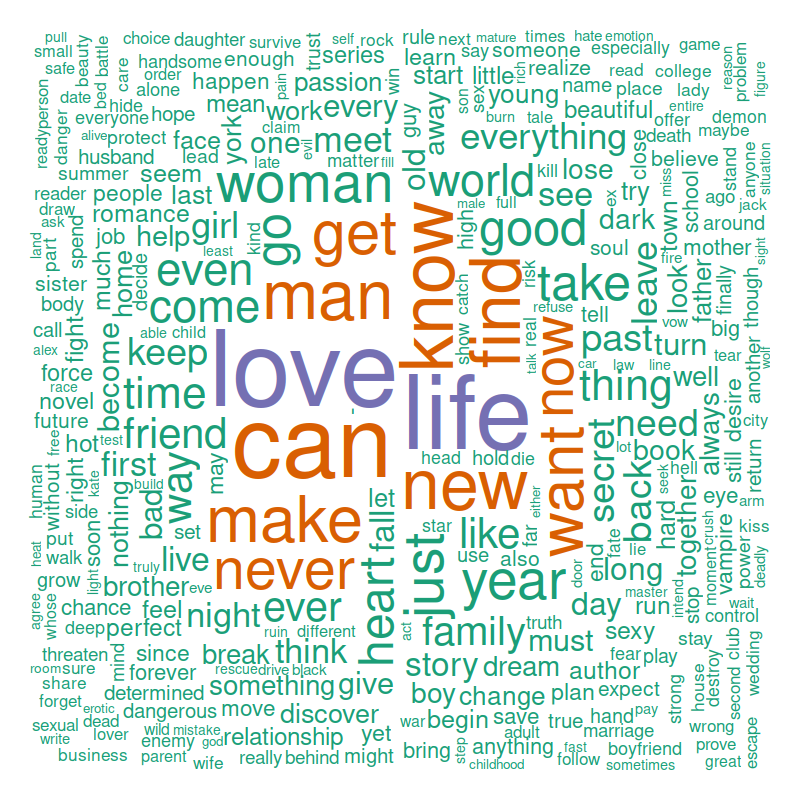 pull choice daughter survive self rock rule next mature times hate emotion
small beauty bed battle handsome enough trust series learn say someone especially game
safe care order happen passion win start little realize read college reason problem figure
date alone mean work every sex son rich young name place lady
person ready everyone hide hope pain away guy burn tale beautiful offer entire demon
danger alive protect face claim york one meet old everything close death maybe
husband lead late evil matter fill world kill lose believe stand anyone situation
summer seem woman see ex try miss school ago jack
reader people last go get know male full good dark town around
draw romance girl kind high soul mother sight
ask land part spend job help man find risk take leave fire look father finally though
sister much home decide even least show catch refuse tell vow big
body come real past turn tear another wolf
call fight able child love life talk car law line
alex become keep now thing well
force race time want need always still desire city
novel future friend can head hold die secret lot book return
hot test free way may new back hell
human without right kate first let hard seek eye arm
side build bad make fall star like far either end fate lie together moment crush vampire power kiss deadly
put nothing set never heart just use also long stop
heat walk soon truly live year door master intend wait
grow light brother eve day run control
agree whose chance feel night ever act family truth must sexy stay
deep perfect ruin different fear play
threaten mind since break think story dream author
room sure forever rescue drive black something give boy change plan expect strong house destroy second club wedding
share determined move discover war begin save true hand pay
forget erotic dangerous wild mistake adult marriage wrong
sexual dead enemy god relationship yet step anything boyfriend prove escape
write lover parent really behind might bring fast follow great
business wife childhood sometimes